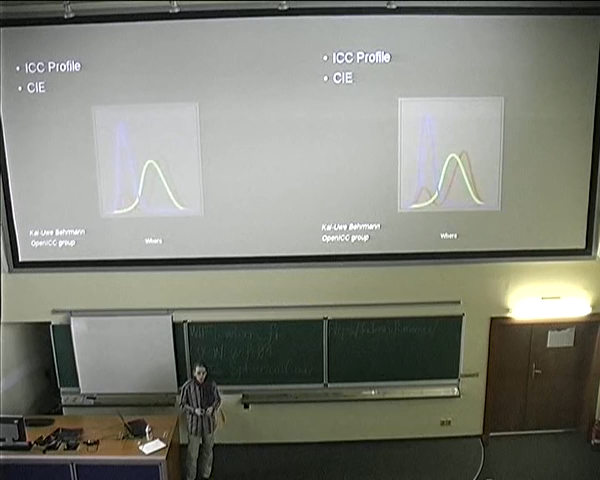 • ICC Profile
• CIE
Kai-Uwe Behrmann
OpenICC group
Where
• ICC Profile
• CIE
Kai-Uwe Behrmann
OpenICC group
Where